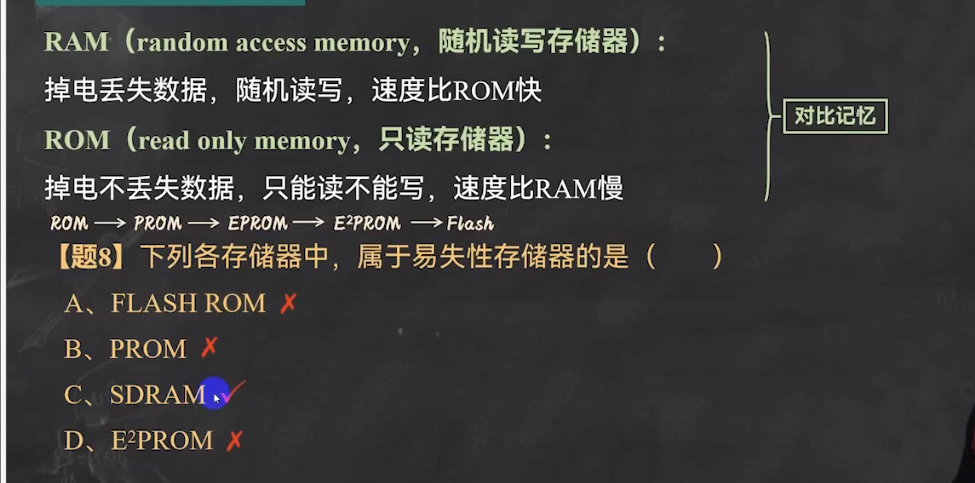 RAM（random access memory，随机读写存储器）：
掉电丢失数据，随机读写，速度比ROM快
ROM（read only memory，只读存储器）：
掉电不丢失数据，只能读不能写，速度比RAM慢
对比记忆
ROM → PROM → EPROM → E²PROM → Flash
【题8】下列各存储器中，属于易失性存储器的是（　　）
A、FLASH ROM ✗
B、PROM ✗
C、SDRAM ✓
D、E²PROM ✗